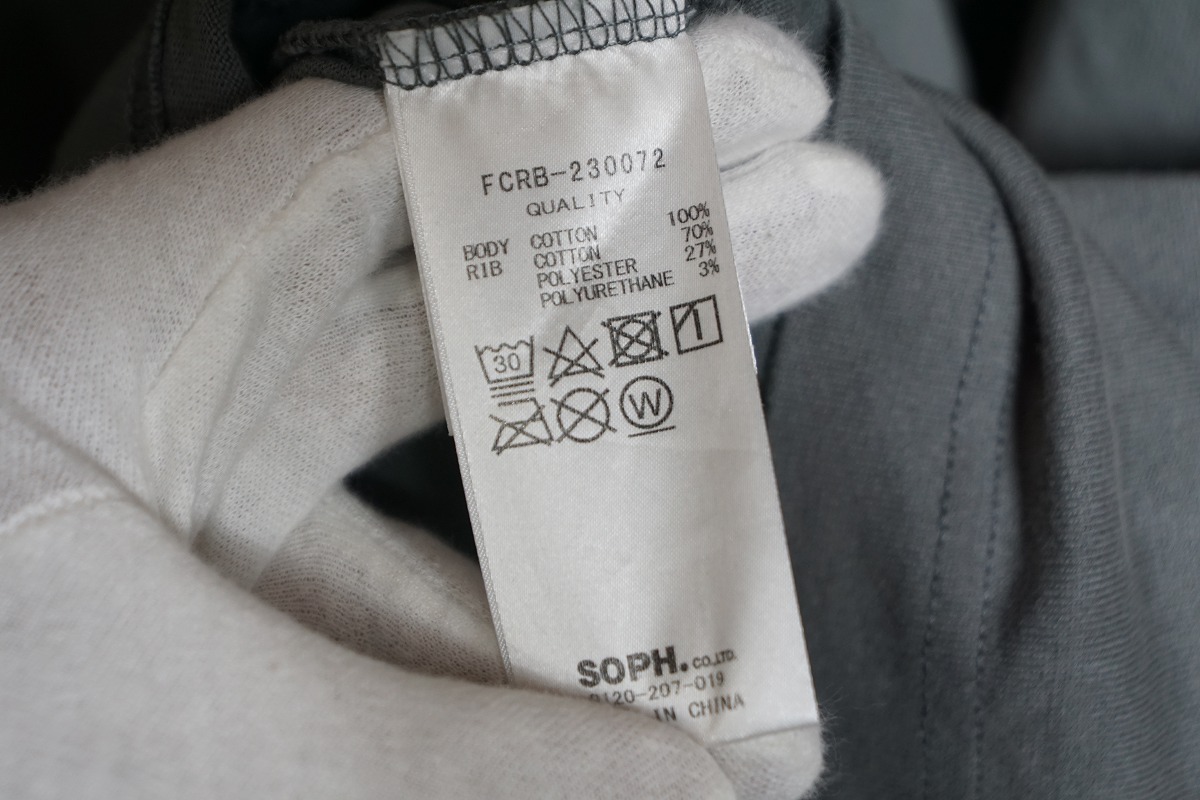 FCRB-230072
QUALITY
BODY COTTON 100%
RIB COTTON 70%
POLYESTER 27%
POLYURETHANE 3%
30
W
SOPH. CO.,LTD.
0120-207-019
IN CHINA